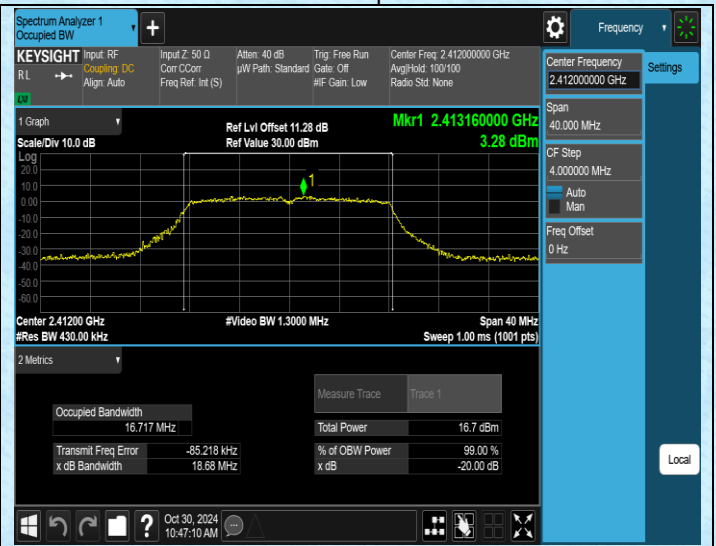 Spectrum Analyzer 1
Occupied BW
+
Frequency
KEYSIGHT
RL
LXI
Input: RF
Coupling: DC
Align: Auto
Input Z: 50 Ω
Corr CCorr
Freq Ref: Int (S)
Atten: 40 dB
µW Path: Standard
Trig: Free Run
Gate: Off
#IF Gain: Low
Center Freq: 2.412000000 GHz
Avg|Hold: 100/100
Radio Std: None
Center Frequency
2.412000000 GHz
Settings
Span
40.000 MHz
CF Step
4.000000 MHz
Auto
Man
Freq Offset
0 Hz
1 Graph
Scale/Div 10.0 dB
Ref Lvl Offset 11.28 dB
Ref Value 30.00 dBm
Mkr1 2.413160000 GHz
3.28 dBm
Log
20.0
10.0
0.00
-10.0
-20.0
-30.0
-40.0
-50.0
-60.0
1
Center 2.41200 GHz
#Res BW 430.00 kHz
#Video BW 1.3000 MHz
Span 40 MHz
Sweep 1.00 ms (1001 pts)
2 Metrics
Measure Trace Trace 1
Occupied Bandwidth
16.717 MHz
Total Power 16.7 dBm
Transmit Freq Error -85.218 kHz
% of OBW Power 99.00 %
x dB Bandwidth 18.68 MHz
x dB -20.00 dB
Local
?
Oct 30, 2024
10:47:10 AM